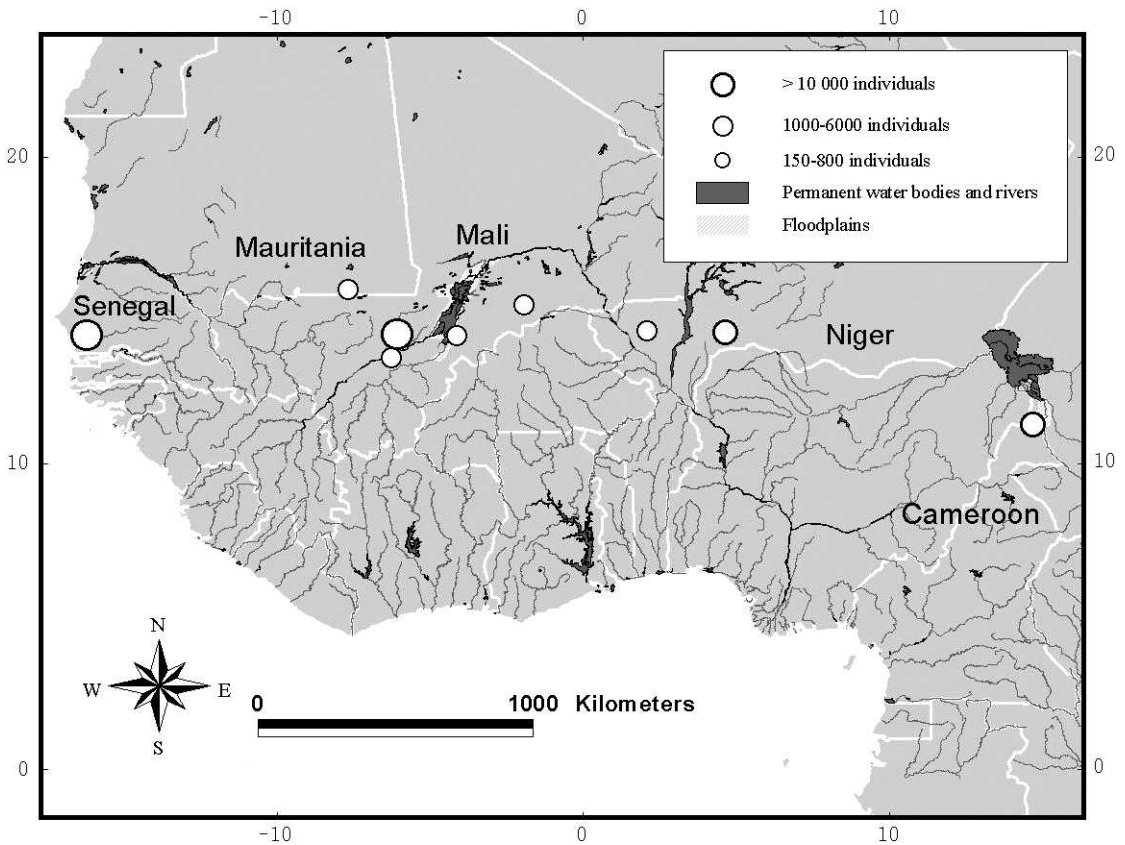 -10 0 10
> 10 000 individuals
1000-6000 individuals
150-800 individuals
Permanent water bodies and rivers
Floodplains
20 20
Mauritania
Mali
Senegal
Niger
10 10
Cameroon
N
W E
S
0 1000 Kilometers
0 0
-10 0 10